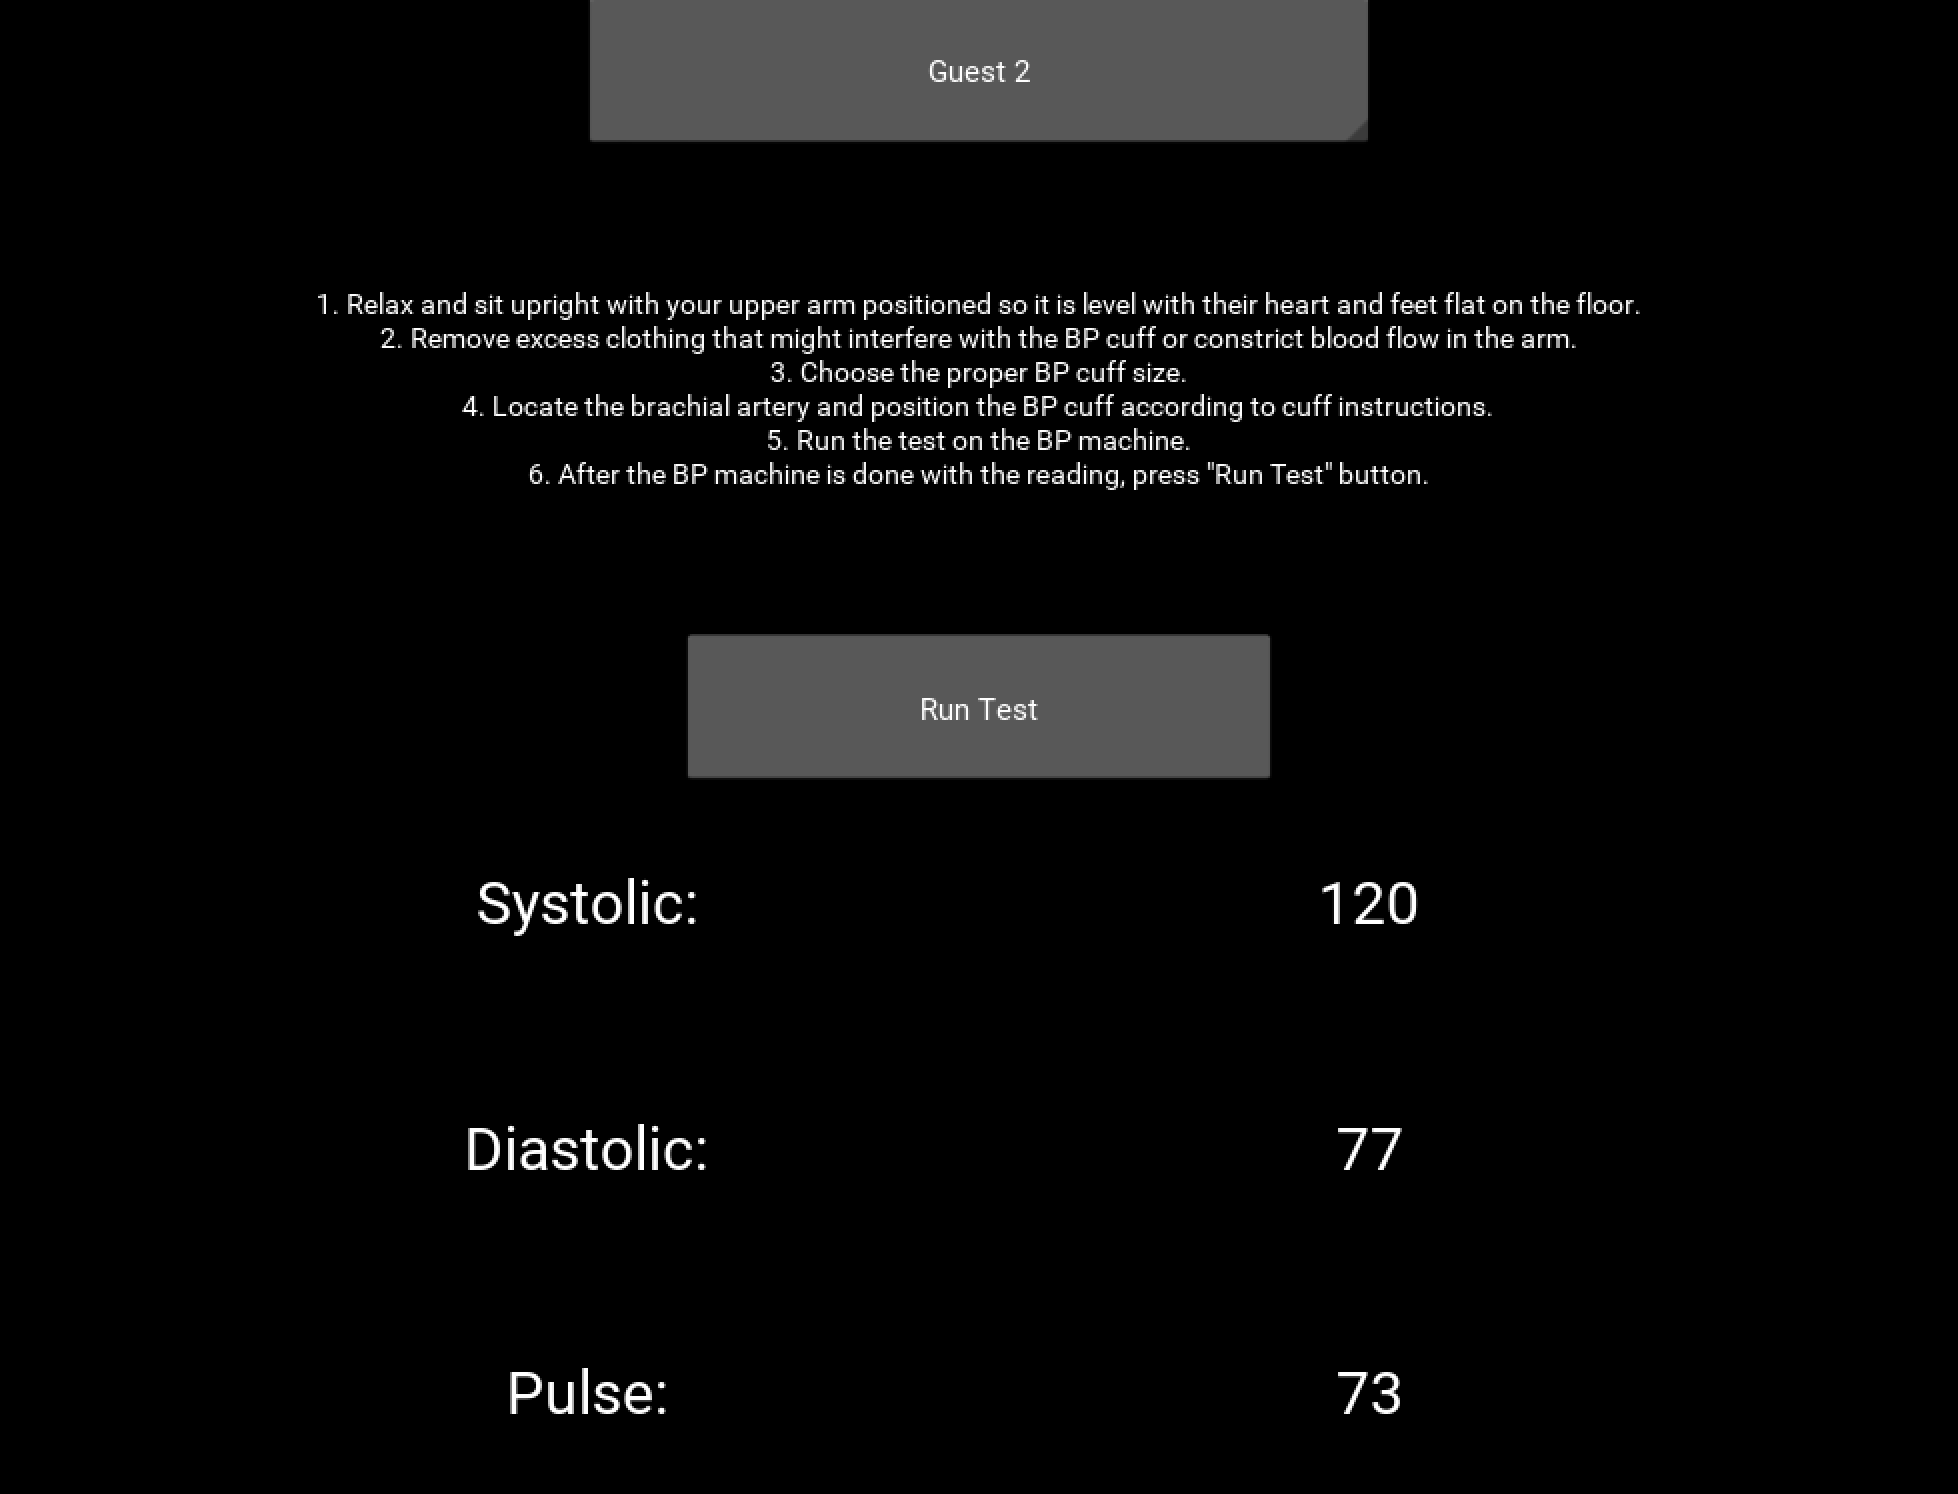 Guest 2
1. Relax and sit upright with your upper arm positioned so it is level with their heart and feet flat on the floor.
2. Remove excess clothing that might interfere with the BP cuff or constrict blood flow in the arm.
3. Choose the proper BP cuff size.
4. Locate the brachial artery and position the BP cuff according to cuff instructions.
5. Run the test on the BP machine.
6. After the BP machine is done with the reading, press "Run Test" button.
Run Test
Systolic: 120
Diastolic: 77
Pulse: 73